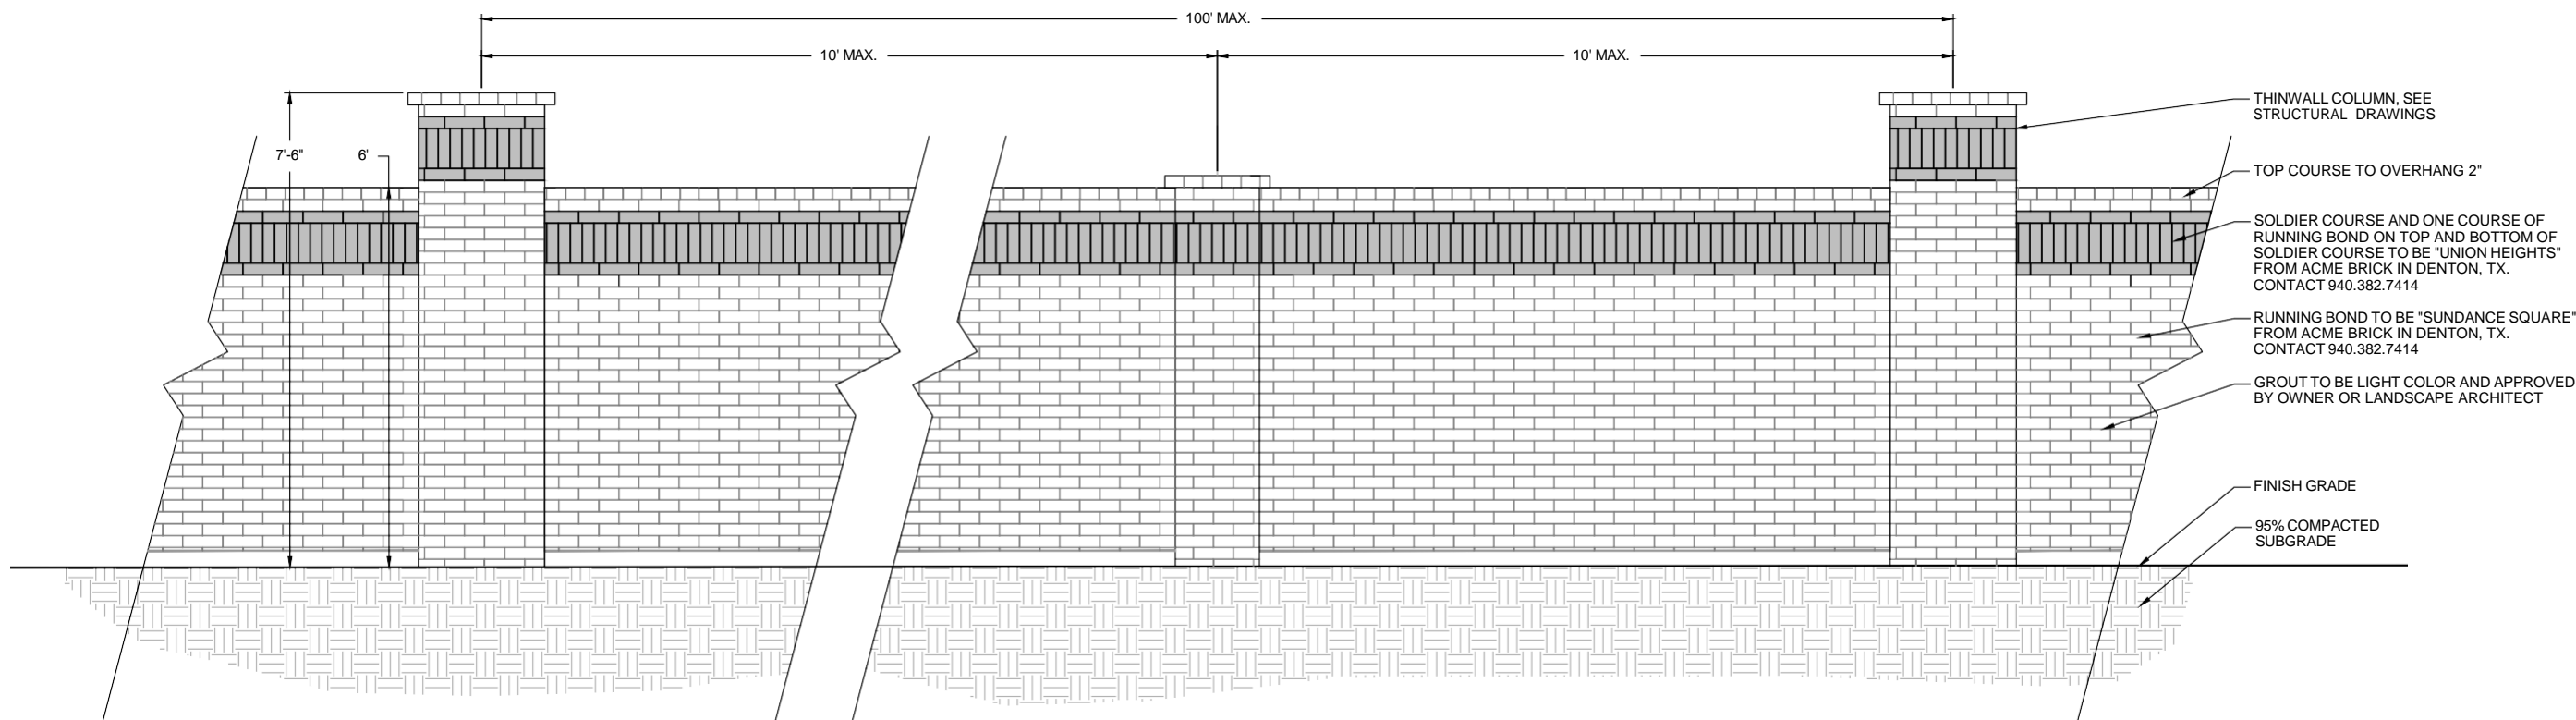 100' MAX.
10' MAX.
10' MAX.
7'-6"
6'
THINWALL COLUMN, SEE
STRUCTURAL DRAWINGS
TOP COURSE TO OVERHANG 2"
SOLDIER COURSE AND ONE COURSE OF
RUNNING BOND ON TOP AND BOTTOM OF
SOLDIER COURSE TO BE "UNION HEIGHTS"
FROM ACME BRICK IN DENTON, TX.
CONTACT 940.382.7414
RUNNING BOND TO BE "SUNDANCE SQUARE"
FROM ACME BRICK IN DENTON, TX.
CONTACT 940.382.7414
GROUT TO BE LIGHT COLOR AND APPROVED
BY OWNER OR LANDSCAPE ARCHITECT
FINISH GRADE
95% COMPACTED
SUBGRADE